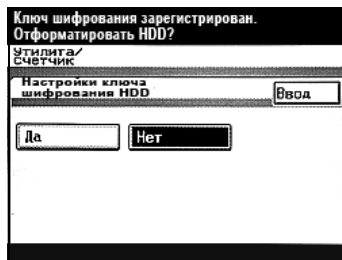 Ключ шифрования зарегистрирован.
Отформатировать HDD?
Утилита/
Счетчик
Настройки ключа
шифрования HDD
Ввод
Да
Нет